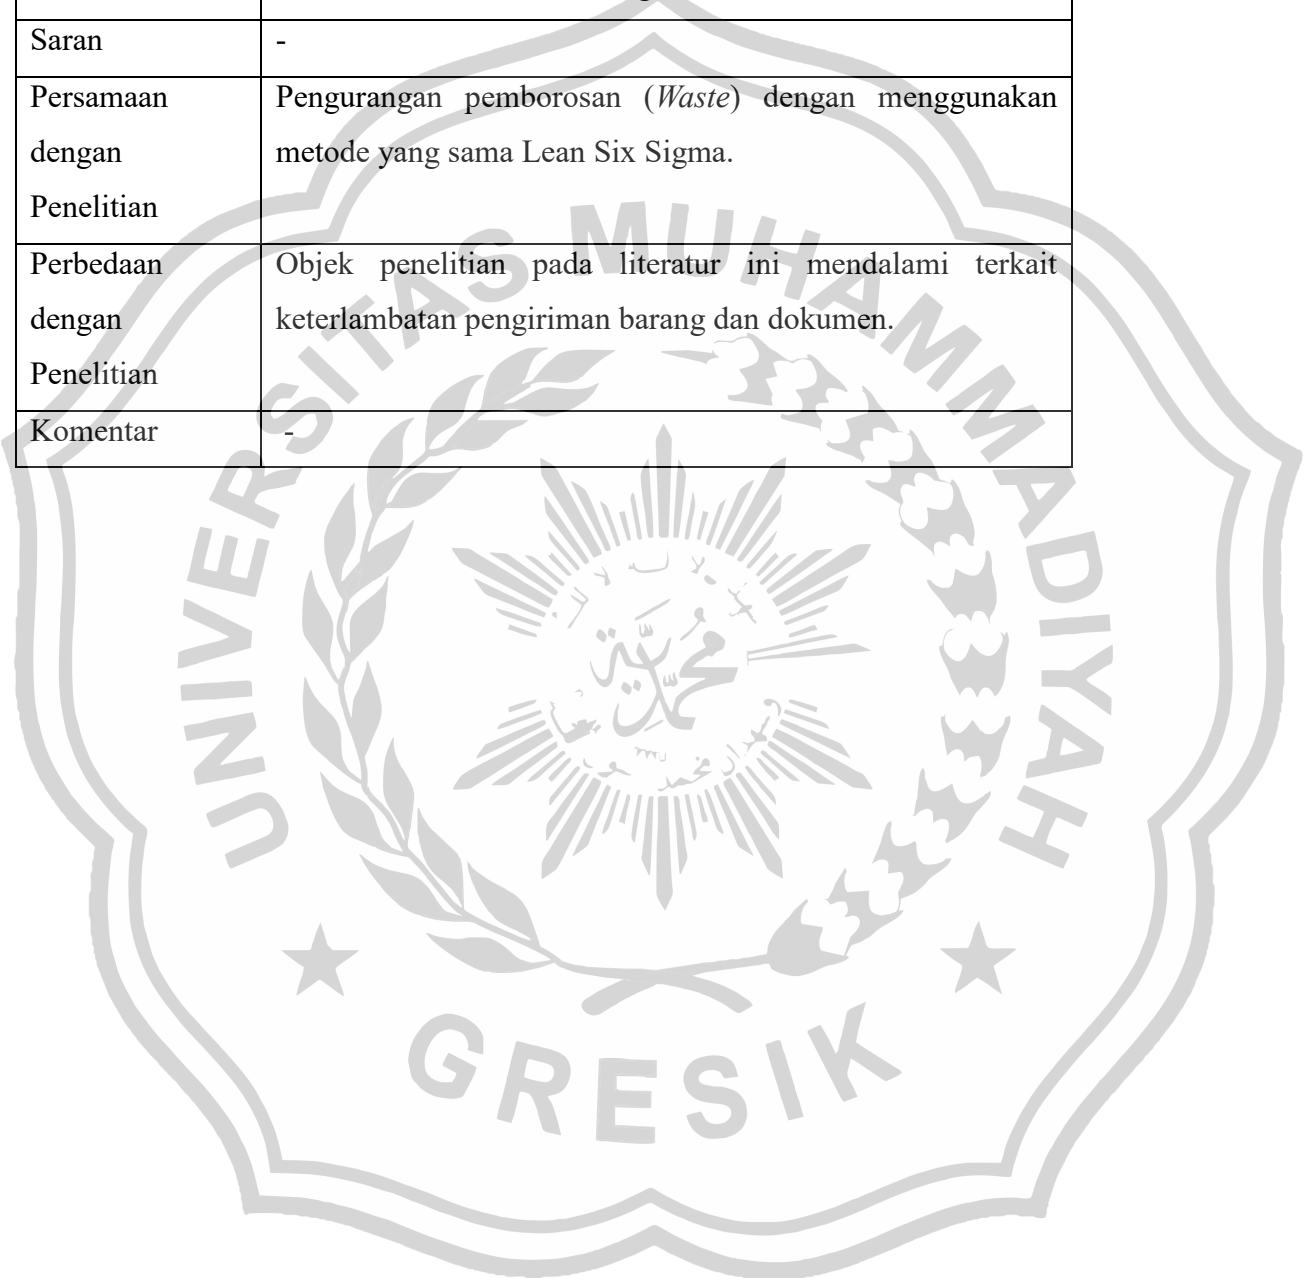 Saran
-
Persamaan
dengan
Penelitian
Pengurangan pemborosan (Waste) dengan menggunakan
metode yang sama Lean Six Sigma.
Perbedaan
dengan
Penelitian
Objek penelitian pada literatur ini mendalami terkait
keterlambatan pengiriman barang dan dokumen.
Komentar
-
UNIVERSITAS MUHAMMADIYAH
محمدية
GRESIK